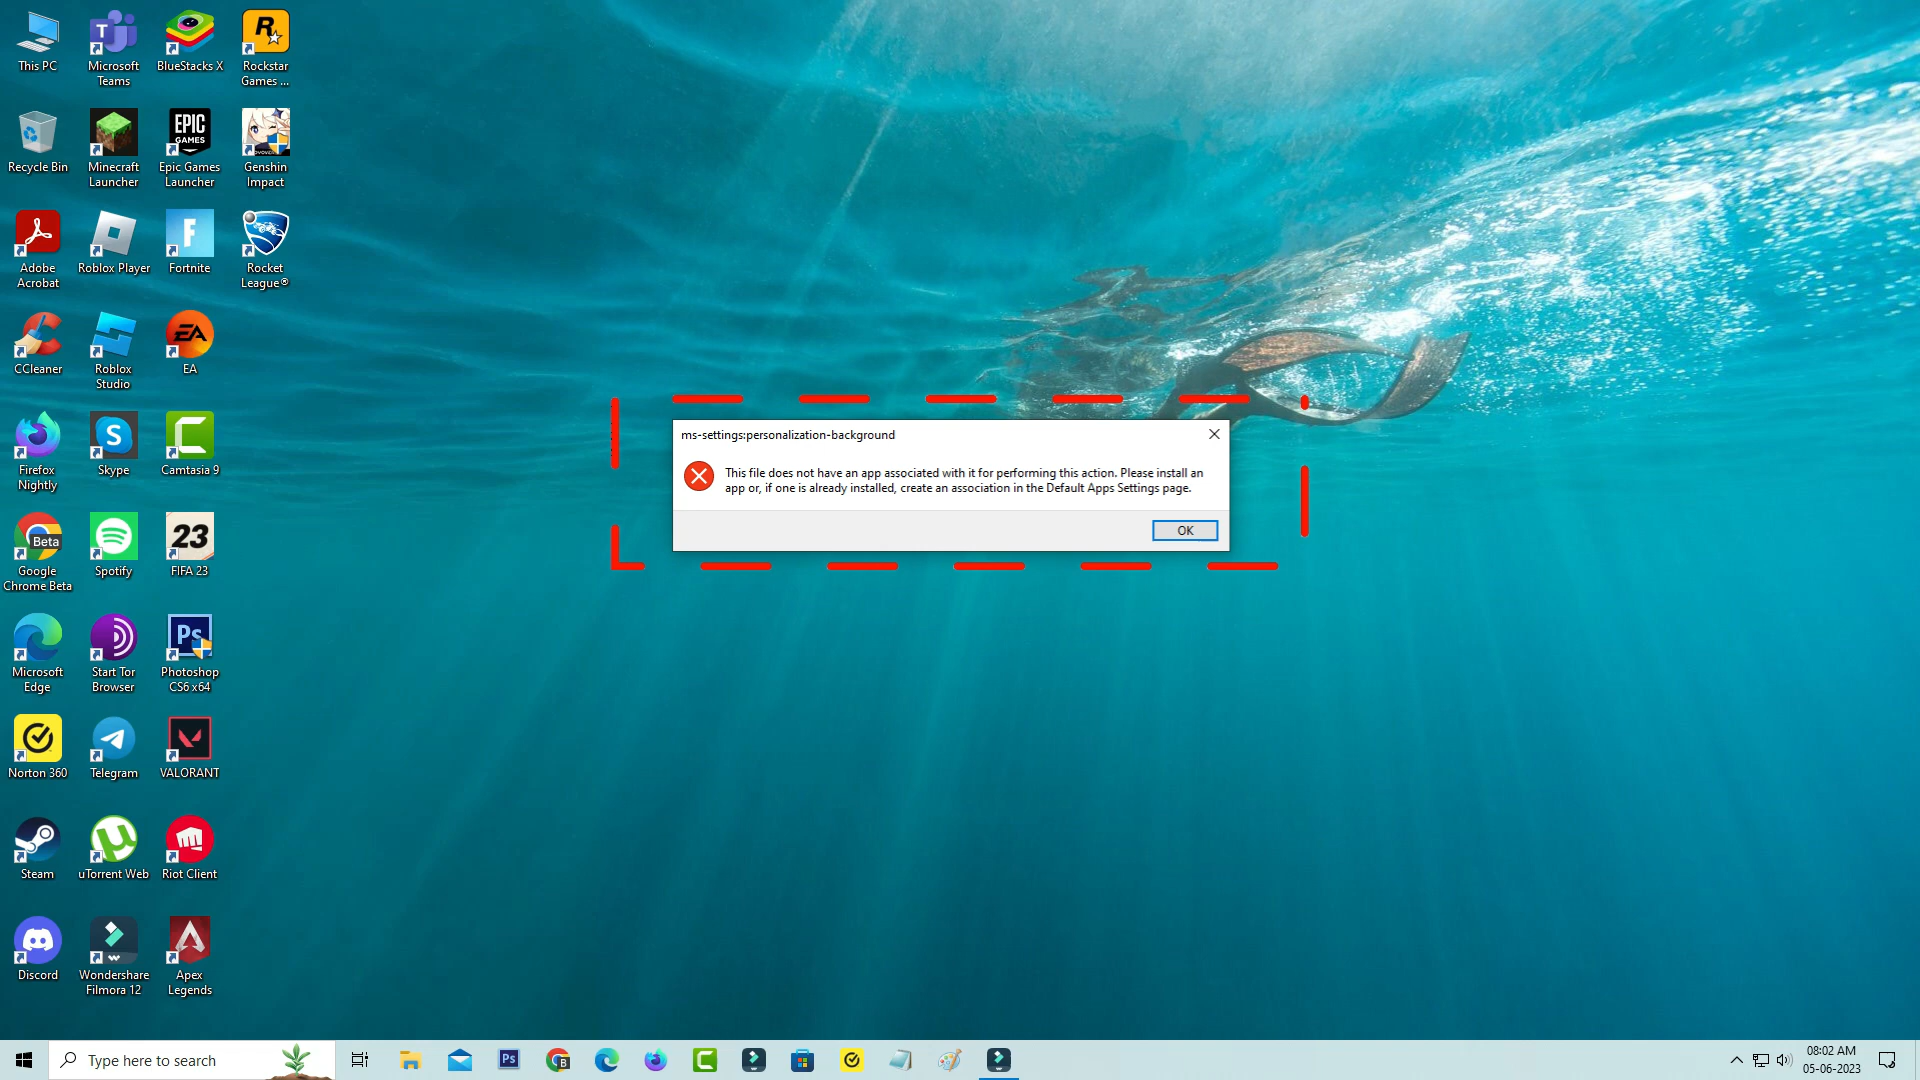 This PC
Microsoft
Teams
BlueStacks X
R
Rockstar
Games ...
Recycle Bin
Minecraft
Launcher
EPIC
GAMES
Epic Games
Launcher
Genshin
Impact
Adobe
Acrobat
Roblox Player
F
Fortnite
Rocket
League®
CCleaner
Roblox
Studio
EA
EA
Firefox
Nightly
S
Skype
C
Camtasia 9
Beta
Google
Chrome Beta
Spotify
23
FIFA 23
Microsoft
Edge
Start Tor
Browser
Ps
Photoshop
CS6 x64
Norton 360
Telegram
VALORANT
Steam
uTorrent Web
Riot Client
Discord
Wondershare
Filmora 12
Apex
Legends
ms-settings:personalization-background
This file does not have an app associated with it for performing this action. Please install an
app or, if one is already installed, create an association in the Default Apps Settings page.
OK
Type here to search
Ps
B
08:02 AM
05-06-2023